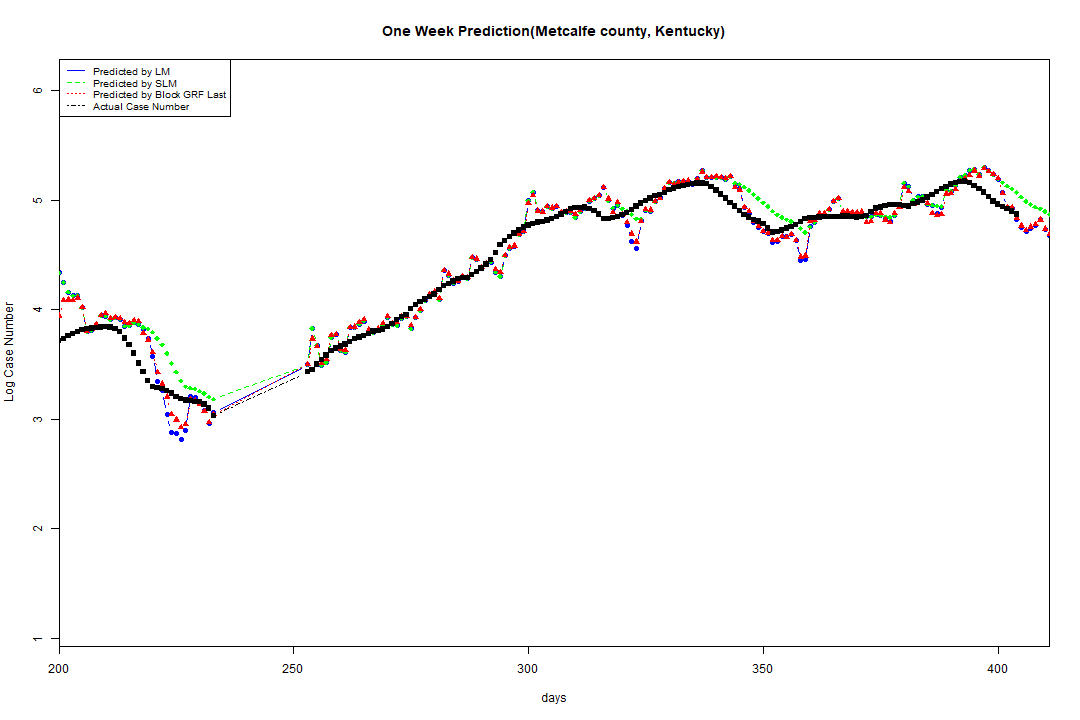 One Week Prediction(Metcalfe county, Kentucky)
Predicted by LM
Predicted by SLM
Predicted by Block GRF Last
Actual Case Number
6
5
4
3
2
1
Log Case Number
200
250
300
350
400
days